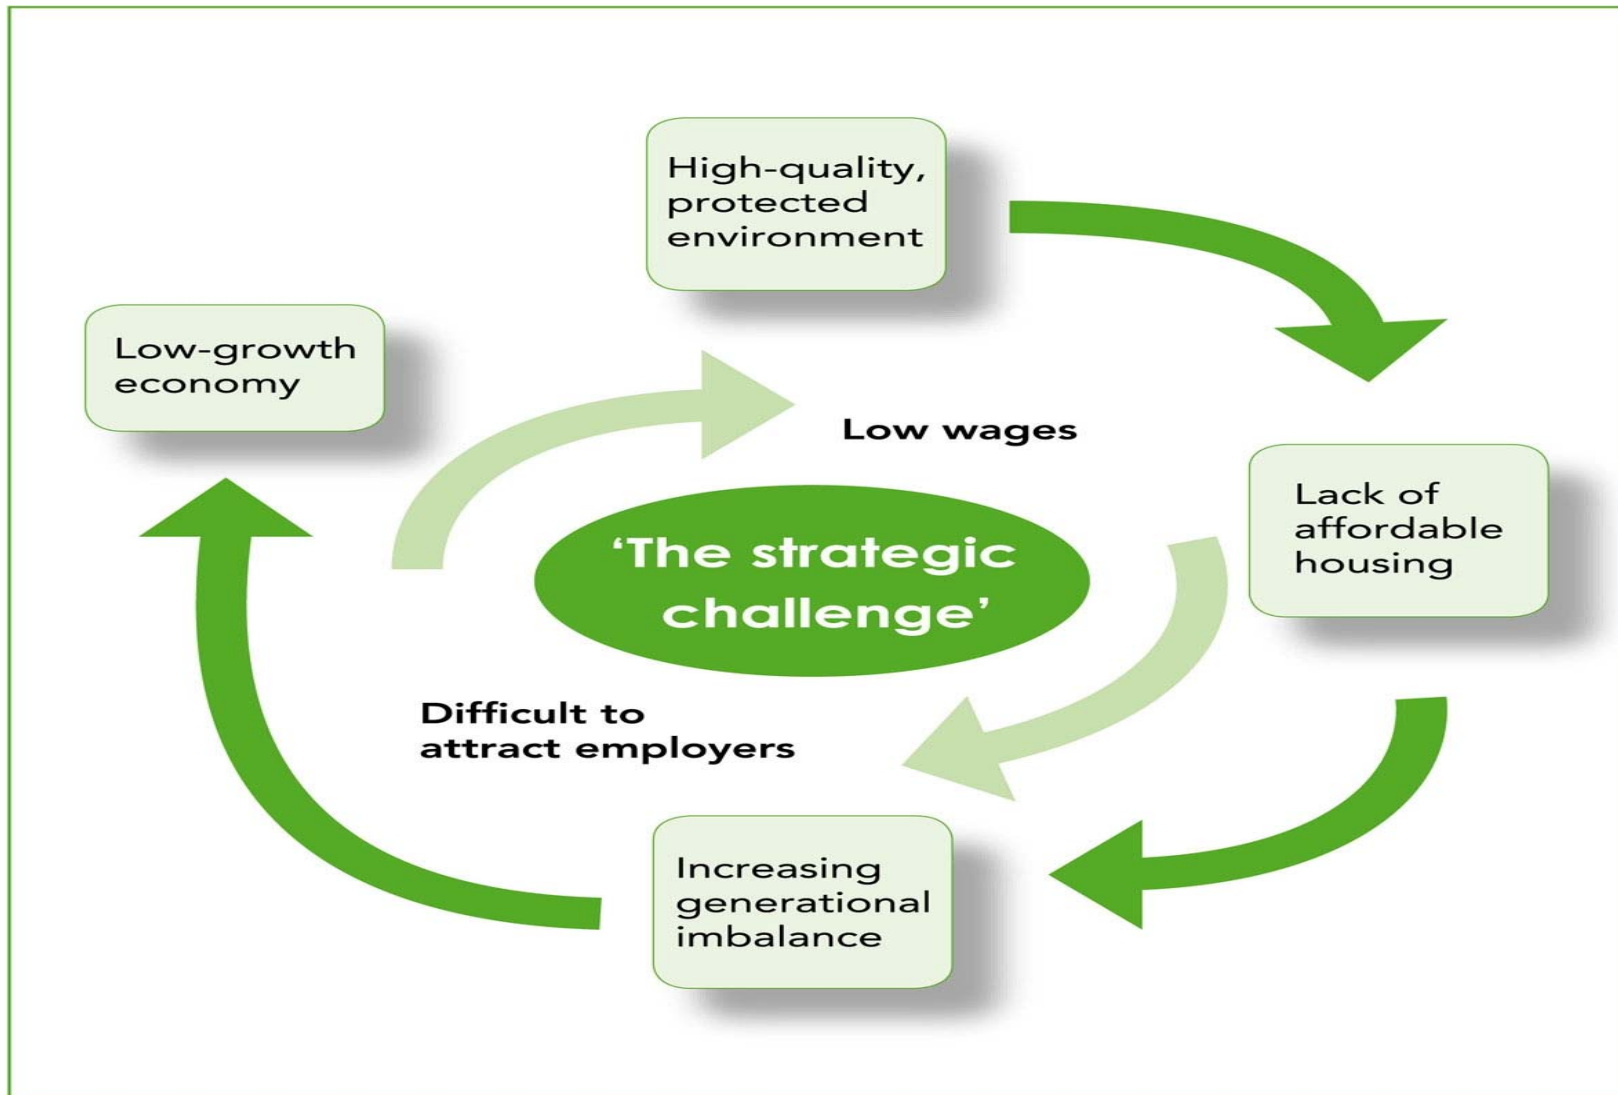 High-quality,
protected
environment
Low-growth
economy
Low wages
Lack of
affordable
housing
‘The strategic
challenge’
Difficult to
attract employers
Increasing
generational
imbalance